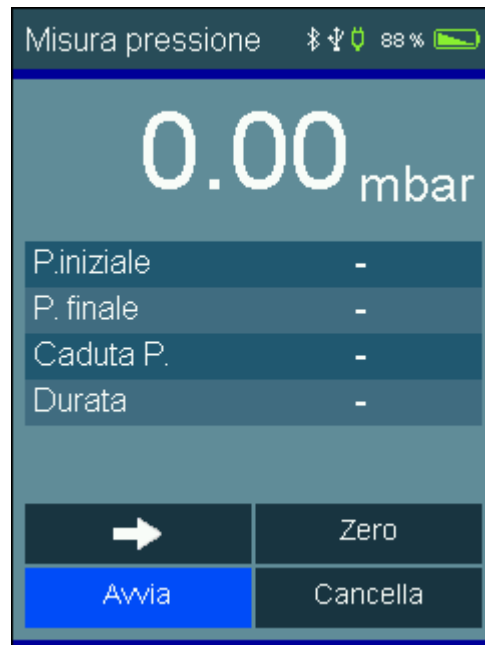 Misura pressione 88 %
0.00 mbar
P.iniziale -
P. finale -
Caduta P. -
Durata -
Zero
Avvia Cancella